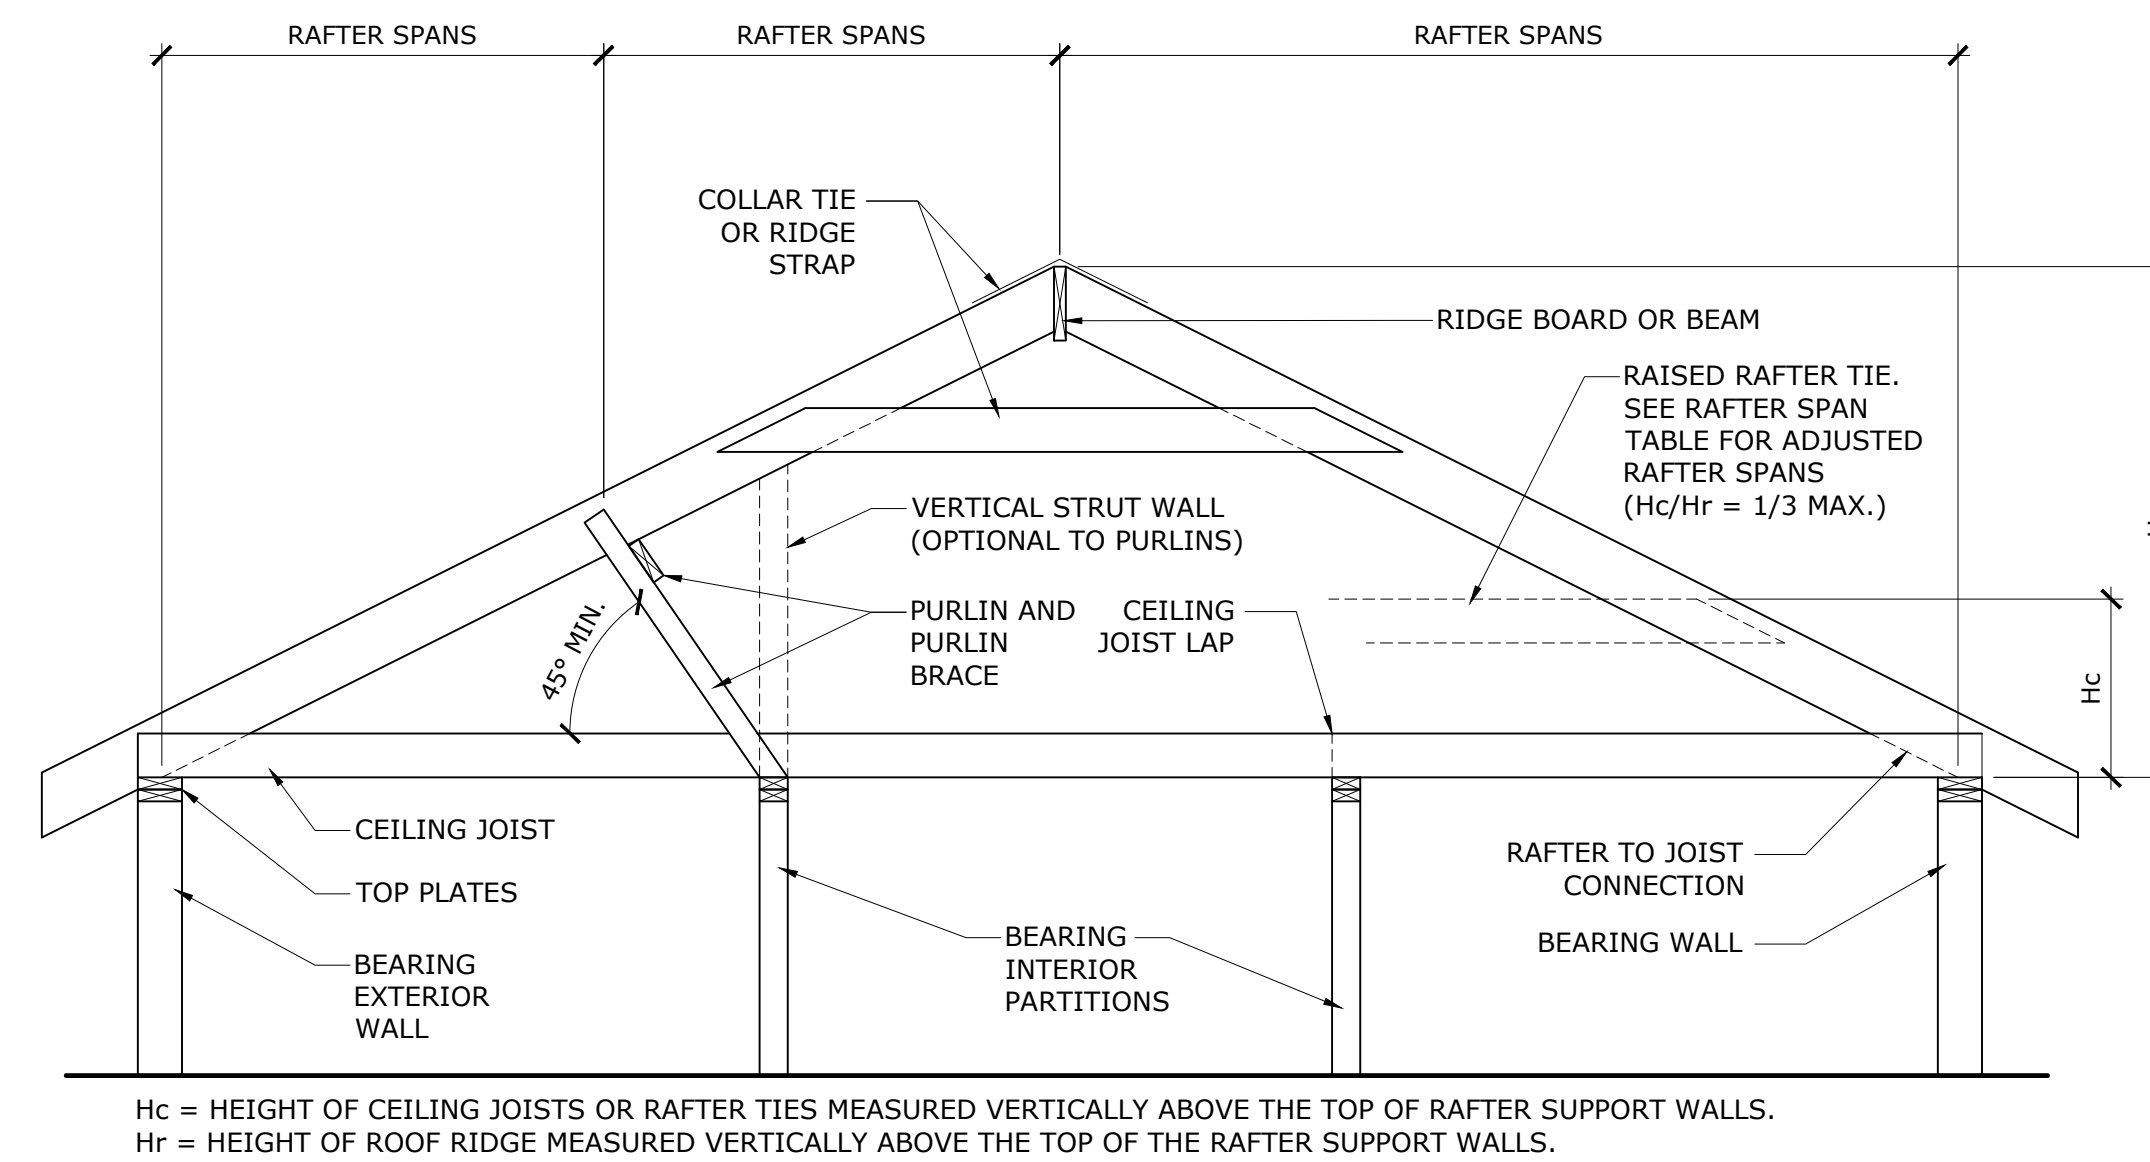 RAFTER SPANS
RAFTER SPANS
RAFTER SPANS
COLLAR TIE
OR RIDGE
STRAP
RIDGE BOARD OR BEAM
RAISED RAFTER TIE.
SEE RAFTER SPAN
TABLE FOR ADJUSTED
RAFTER SPANS
(Hc/Hr = 1/3 MAX.)
VERTICAL STRUT WALL
(OPTIONAL TO PURLINS)
45° MIN.
PURLIN AND
PURLIN
BRACE
CEILING
JOIST LAP
Hc
CEILING JOIST
TOP PLATES
BEARING
EXTERIOR
WALL
BEARING
INTERIOR
PARTITIONS
RAFTER TO JOIST
CONNECTION
BEARING WALL
Hc = HEIGHT OF CEILING JOISTS OR RAFTER TIES MEASURED VERTICALLY ABOVE THE TOP OF RAFTER SUPPORT WALLS.
Hr = HEIGHT OF ROOF RIDGE MEASURED VERTICALLY ABOVE THE TOP OF THE RAFTER SUPPORT WALLS.